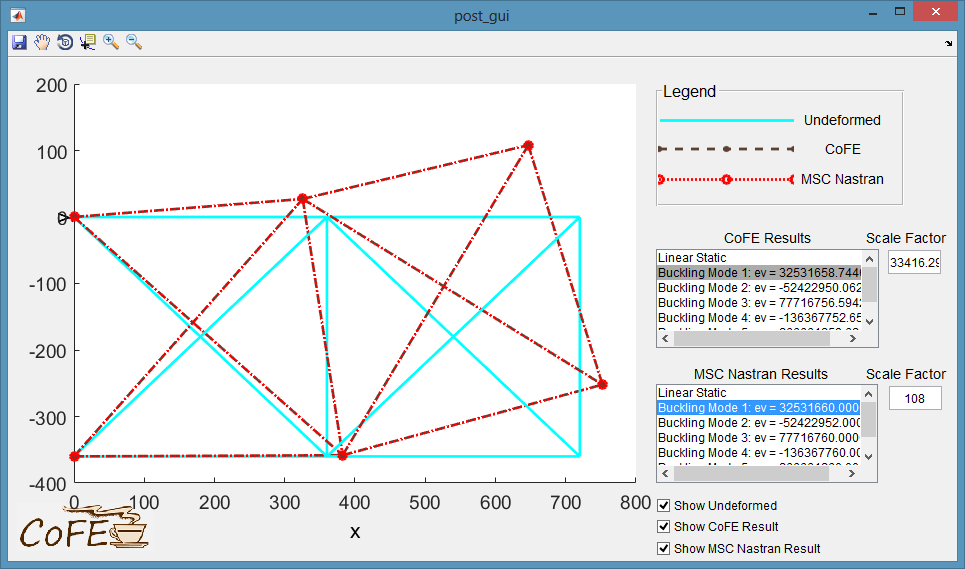 post_gui
200
100
0
-100
-200
-300
-400
0 100 200 300 400 500 600 700 800
x
CoFE
Legend
Undeformed
CoFE
MSC Nastran
CoFE Results Scale Factor
Linear Static 33416.29
Buckling Mode 1: ev = 32531658.744
Buckling Mode 2: ev = -52422950.062
Buckling Mode 3: ev = 77716756.594
Buckling Mode 4: ev = -136367752.65
MSC Nastran Results Scale Factor
Linear Static 108
Buckling Mode 1: ev = 32531660.000
Buckling Mode 2: ev = -52422952.000
Buckling Mode 3: ev = 77716760.000
Buckling Mode 4: ev = -136367760.00
Show Undeformed
Show CoFE Result
Show MSC Nastran Result